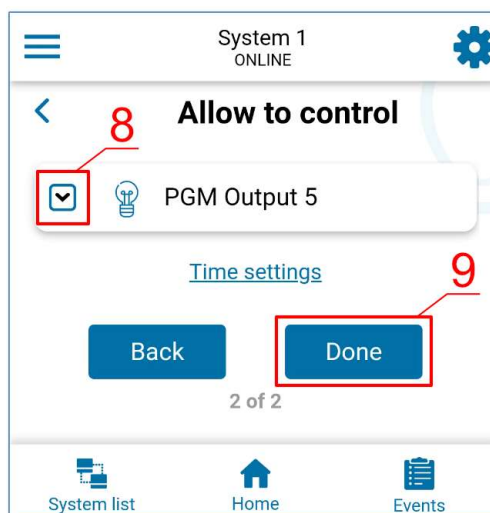 System 1
ONLINE
Allow to control
8
PGM Output 5
Time settings
9
Back
Done
2 of 2
System list
Home
Events